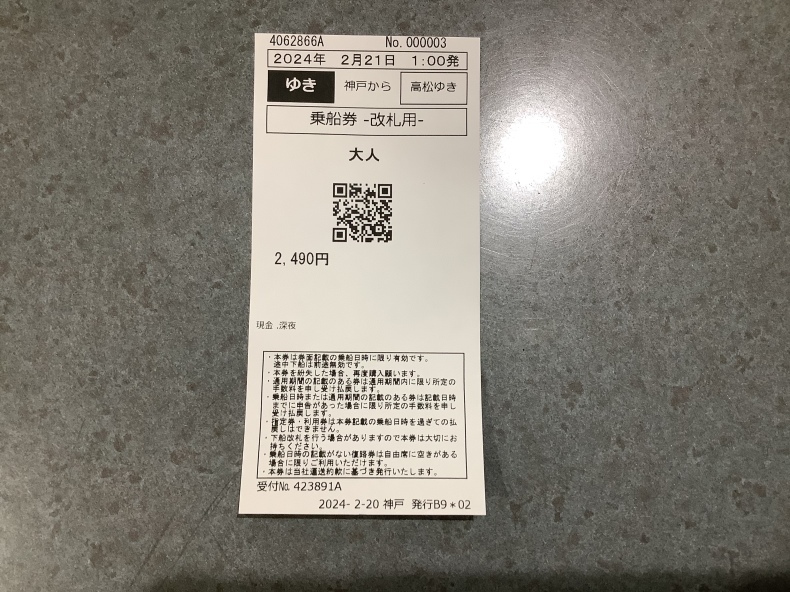 4062866A No. 000003
2024年 2月21日 1:00発
ゆき 神戸から 高松ゆき
乗船券 -改札用-
大人
2,490円
現金 .深夜
・本券は券面記載の乗船日時に限り有効です。
途中下船は前途無効です。
・本券を紛失した場合、再度購入願います。
・通用期間の記載のある券は通用期間内に限り所定の
手数料を申し受け払戻します。
・乗船日時または通用期間の記載のある券は記載日時
までに申告があった場合に限り所定の手数料を申し
受け払戻します。
・指定券・利用券は本券記載の乗船日時を過ぎての払
戻しはできません。
・下船改札を行う場合がありますので本券は大切にお
持ちください。
・乗船日時の記載がない復路券は自由席に空きがある
場合に限りご利用いただけます。
・本券は当社運送約款に基づき発行いたします。
受付№ 423891A
2024- 2-20 神戸 発行B9＊02